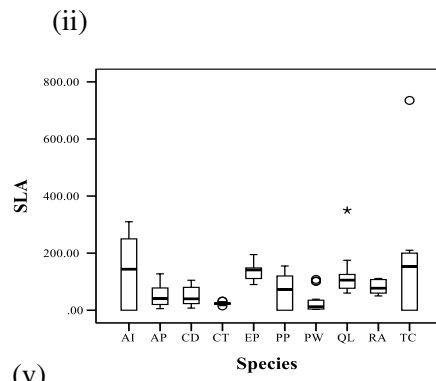 (ii)
800.00
600.00
400.00
200.00
.00
SLA
AI AP CD CT EP PP PW QL RA TC
Species
(v)